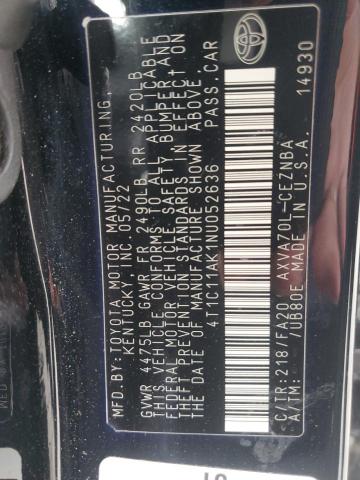 MFD.BY:TOYOTA MOTOR MANUFACTURING,
KENTUCKY, INC. 05/22
GVWR 4475LB GAWR FR 2490LB RR 2420LB
THIS VEHICLE CONFORMS TO ALL APPLICABLE
FEDERAL MOTOR VEHICLE SAFETY, BUMPER, AND
THEFT PREVENTION STANDARDS IN EFFECT ON
THE DATE OF MANUFACTURE SHOWN ABOVE.
4T1C11AK1NU052636 PASS.CAR
C/TR:218/FA20 AXVA70L-CEZNBA
A/TM: /UB80E MADE IN U.S.A. 14930